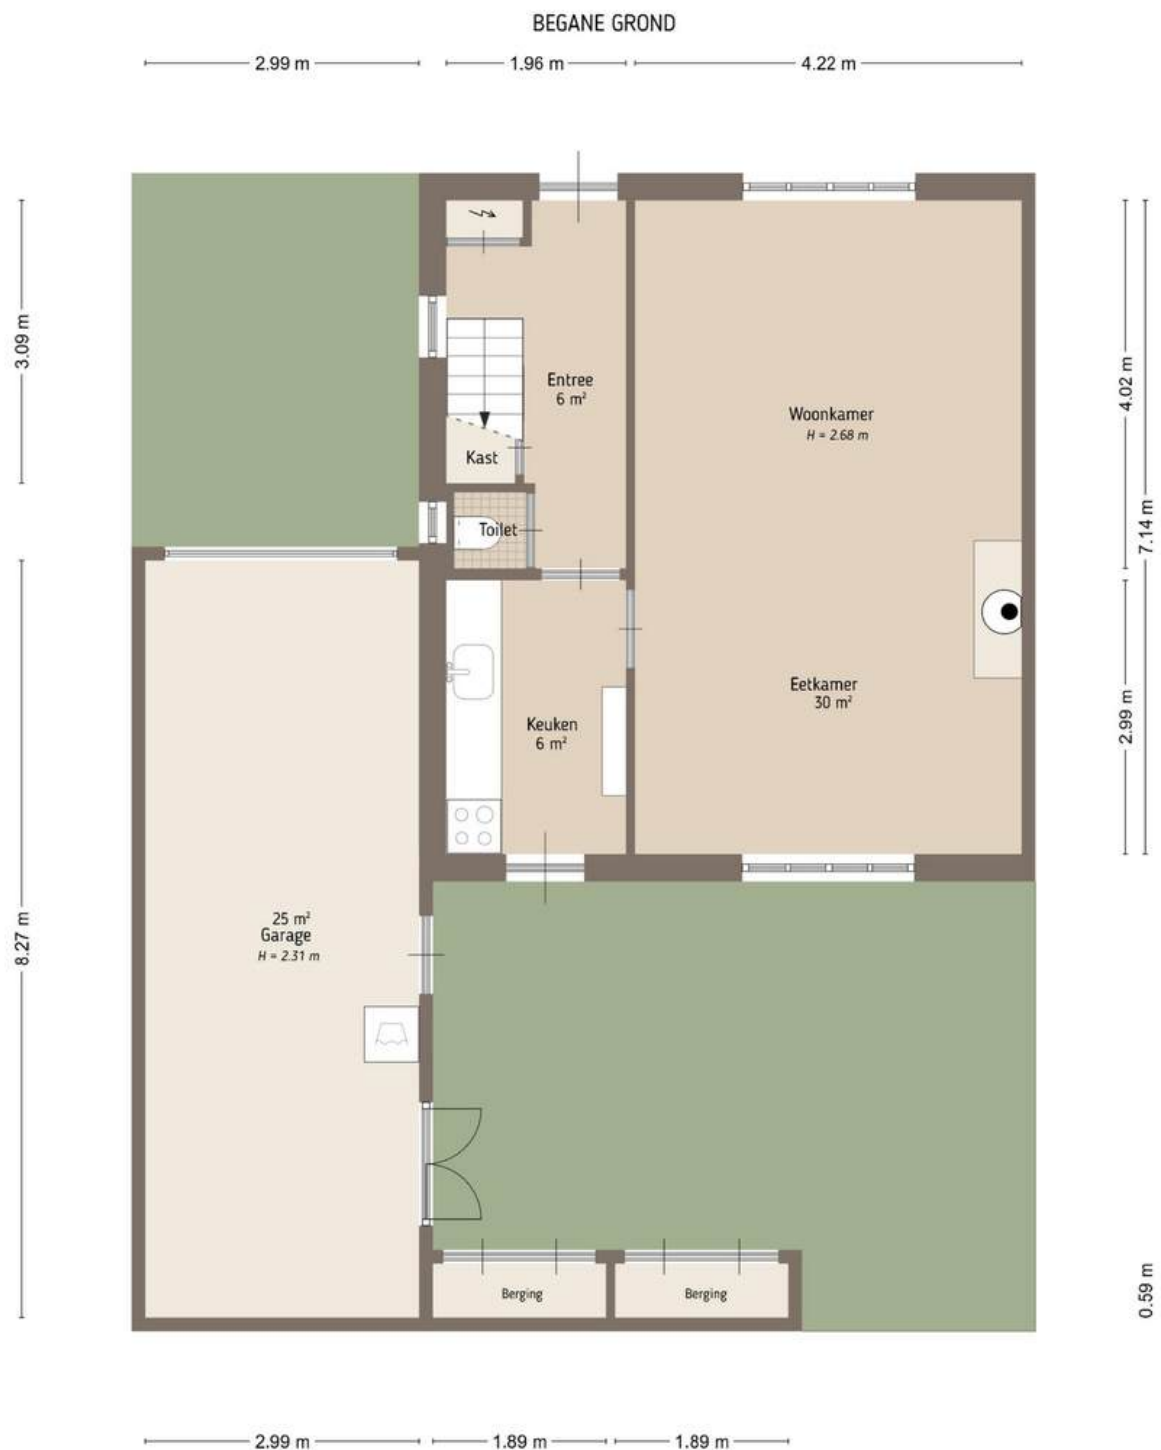 BEGANE GROND
2.99 m
1.96 m
4.22 m
3.09 m
4.02 m
7.14 m
Entree
6 m²
Woonkamer
H = 2.68 m
Kast
Toilet
Eetkamer
30 m²
Keuken
6 m²
2.99 m
8.27 m
25 m²
Garage
H = 2.31 m
Berging
Berging
0.59 m
2.99 m
1.89 m
1.89 m